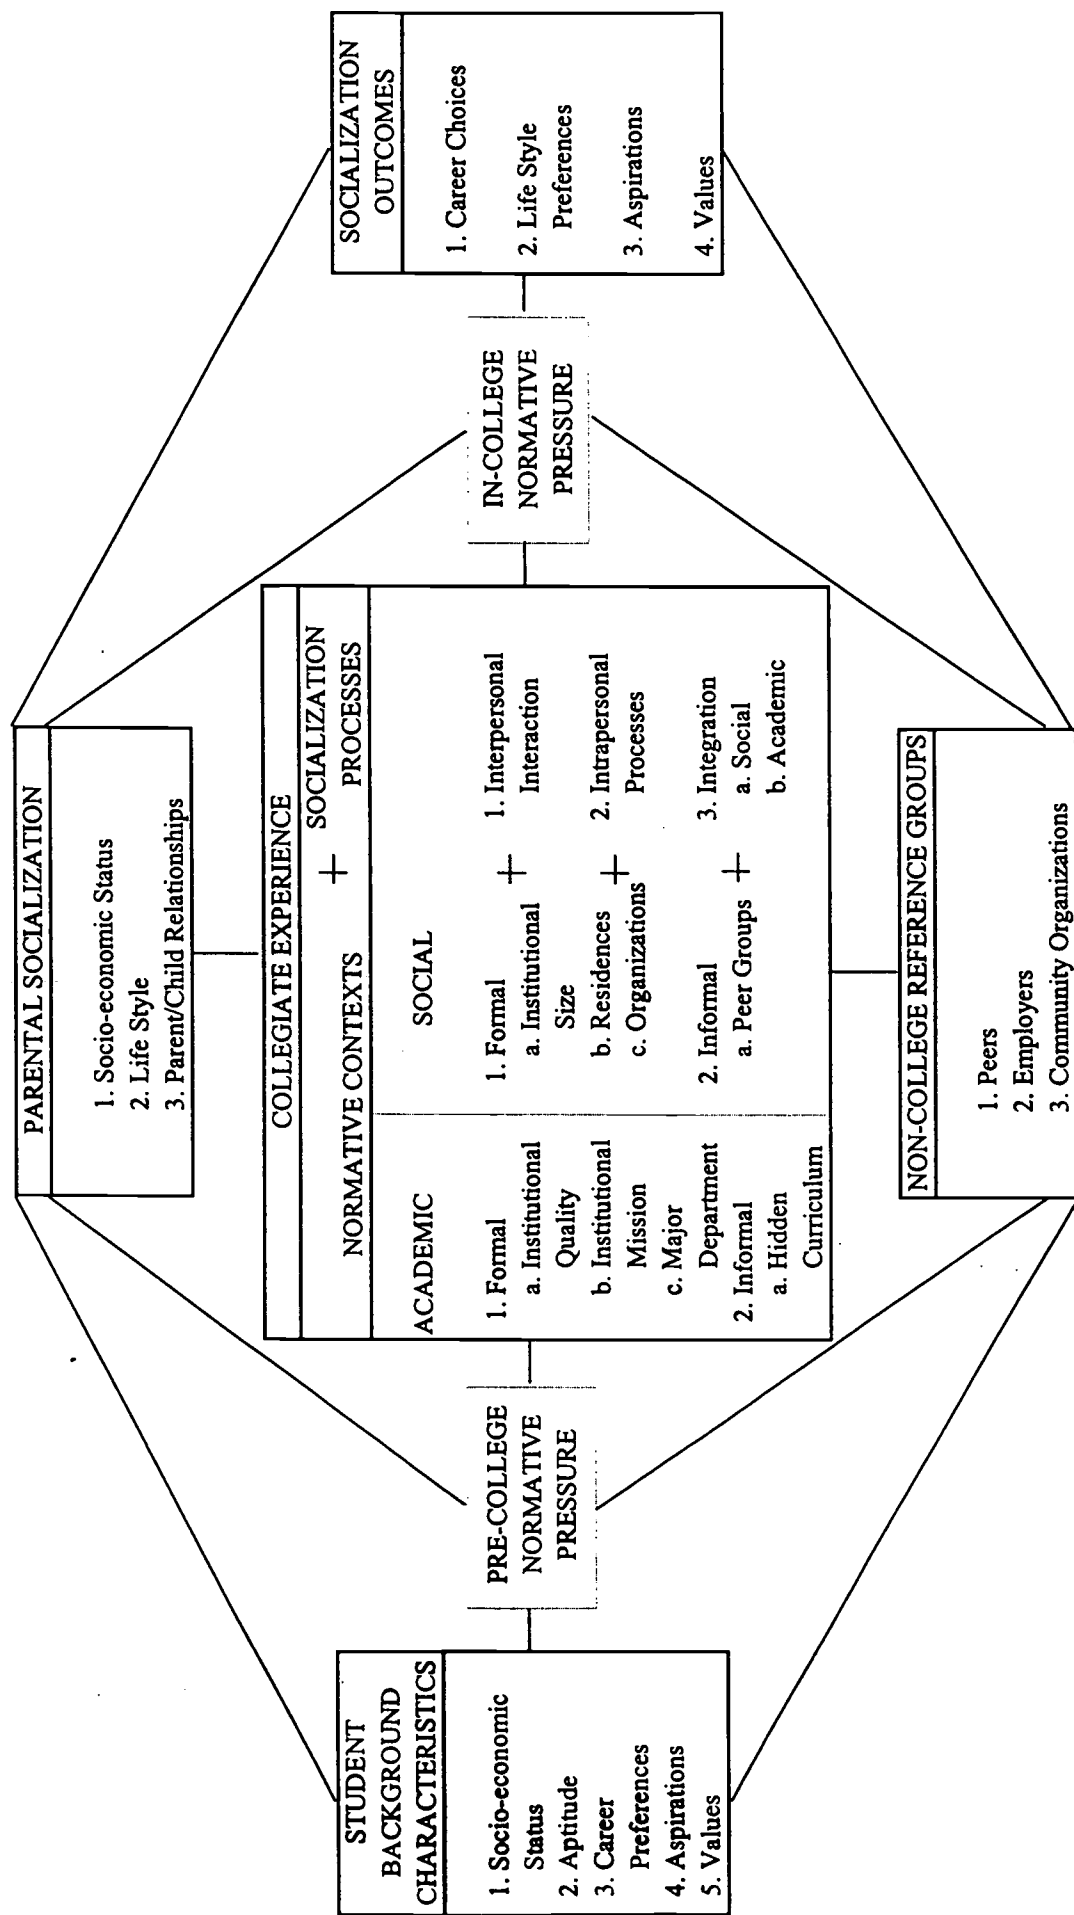 STUDENT
BACKGROUND
CHARACTERISTICS
1. Socio-economic
Status
2. Aptitude
3. Career
Preferences
4. Aspirations
5. Values
PRE-COLLEGE
NORMATIVE
PRESSURE
PARENTAL SOCIALIZATION
1. Socio-economic Status
2. Life Style
3. Parent/Child Relationships
COLLEGIATE EXPERIENCE
NORMATIVE CONTEXTS + SOCIALIZATION
PROCESSES
ACADEMIC
1. Formal
a. Institutional
Quality
b. Institutional
Mission
c. Major
Department
2. Informal
a. Hidden
Curriculum
SOCIAL
1. Formal +
a. Institutional
Size
b. Residences +
c. Organizations
2. Informal
a. Peer Groups +
1. Interpersonal
Interaction
2. Intrapersonal
Processes
3. Integration
a. Social
b. Academic
NON-COLLEGE REFERENCE GROUPS
1. Peers
2. Employers
3. Community Organizations
IN-COLLEGE
NORMATIVE
PRESSURE
SOCIALIZATION
OUTCOMES
1. Career Choices
2. Life Style
Preferences
3. Aspirations
4. Values